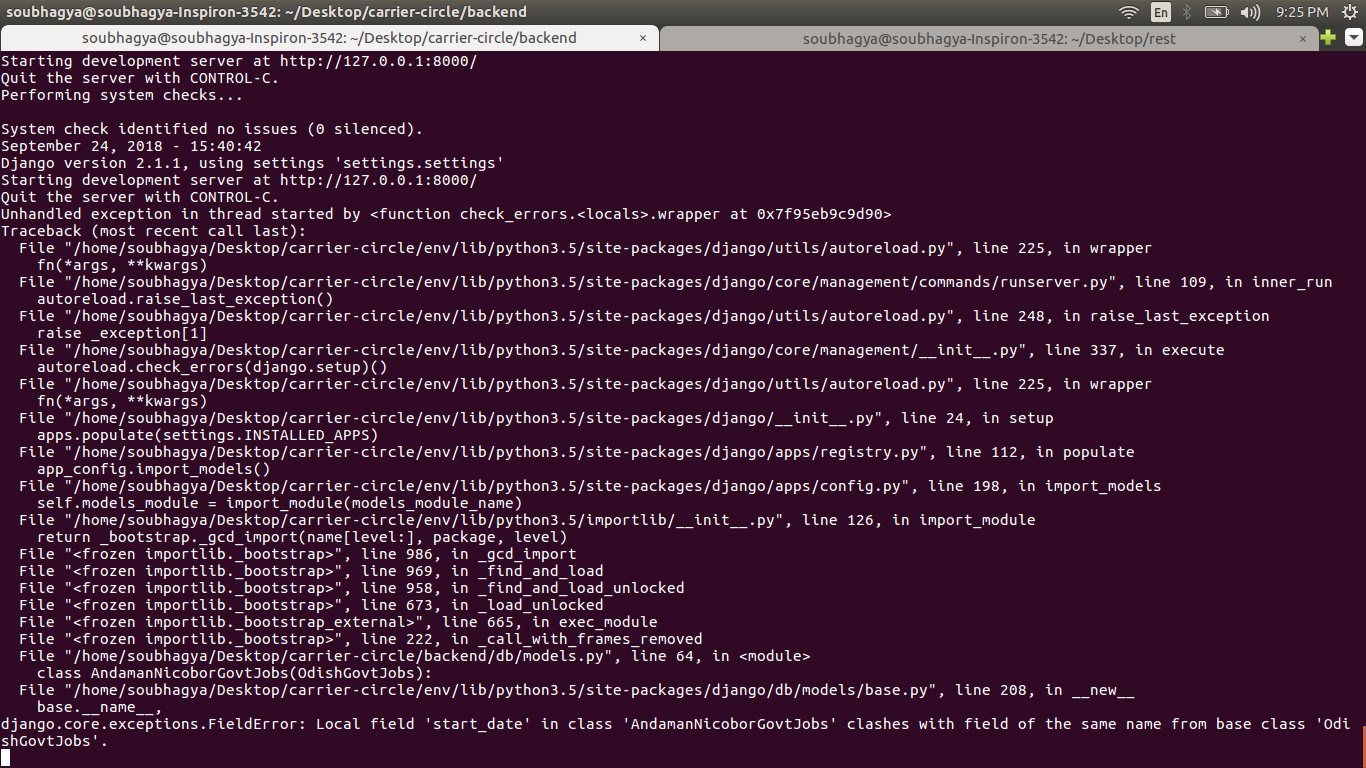 soubhagya@soubhagya-Inspiron-3542: ~/Desktop/carrier-circle/backend
En
9:25 PM
soubhagya@soubhagya-Inspiron-3542: ~/Desktop/carrier-circle/backend ×
soubhagya@soubhagya-Inspiron-3542: ~/Desktop/rest ×
Starting development server at http://127.0.0.1:8000/
Quit the server with CONTROL-C.
Performing system checks...
System check identified no issues (0 silenced).
September 24, 2018 - 15:40:42
Django version 2.1.1, using settings 'settings.settings'
Starting development server at http://127.0.0.1:8000/
Quit the server with CONTROL-C.
Unhandled exception in thread started by <function check_errors.<locals>.wrapper at 0x7f95eb9c9d90>
Traceback (most recent call last):
  File "/home/soubhagya/Desktop/carrier-circle/env/lib/python3.5/site-packages/django/utils/autoreload.py", line 225, in wrapper
    fn(*args, **kwargs)
  File "/home/soubhagya/Desktop/carrier-circle/env/lib/python3.5/site-packages/django/core/management/commands/runserver.py", line 109, in inner_run
    autoreload.raise_last_exception()
  File "/home/soubhagya/Desktop/carrier-circle/env/lib/python3.5/site-packages/django/utils/autoreload.py", line 248, in raise_last_exception
    raise _exception[1]
  File "/home/soubhagya/Desktop/carrier-circle/env/lib/python3.5/site-packages/django/core/management/__init__.py", line 337, in execute
    autoreload.check_errors(django.setup)()
  File "/home/soubhagya/Desktop/carrier-circle/env/lib/python3.5/site-packages/django/utils/autoreload.py", line 225, in wrapper
    fn(*args, **kwargs)
  File "/home/soubhagya/Desktop/carrier-circle/env/lib/python3.5/site-packages/django/__init__.py", line 24, in setup
    apps.populate(settings.INSTALLED_APPS)
  File "/home/soubhagya/Desktop/carrier-circle/env/lib/python3.5/site-packages/django/apps/registry.py", line 112, in populate
    app_config.import_models()
  File "/home/soubhagya/Desktop/carrier-circle/env/lib/python3.5/site-packages/django/apps/config.py", line 198, in import_models
    self.models_module = import_module(models_module_name)
  File "/home/soubhagya/Desktop/carrier-circle/env/lib/python3.5/importlib/__init__.py", line 126, in import_module
    return _bootstrap._gcd_import(name[level:], package, level)
  File "<frozen importlib._bootstrap>", line 986, in _gcd_import
  File "<frozen importlib._bootstrap>", line 969, in _find_and_load
  File "<frozen importlib._bootstrap>", line 958, in _find_and_load_unlocked
  File "<frozen importlib._bootstrap>", line 673, in _load_unlocked
  File "<frozen importlib._bootstrap_external>", line 665, in exec_module
  File "<frozen importlib._bootstrap>", line 222, in _call_with_frames_removed
  File "/home/soubhagya/Desktop/carrier-circle/backend/db/models.py", line 64, in <module>
    class AndamanNicoborGovtJobs(OdishGovtJobs):
  File "/home/soubhagya/Desktop/carrier-circle/env/lib/python3.5/site-packages/django/db/models/base.py", line 208, in __new__
    base.__name__,
django.core.exceptions.FieldError: Local field 'start_date' in class 'AndamanNicoborGovtJobs' clashes with field of the same name from base class 'Odi
shGovtJobs'.